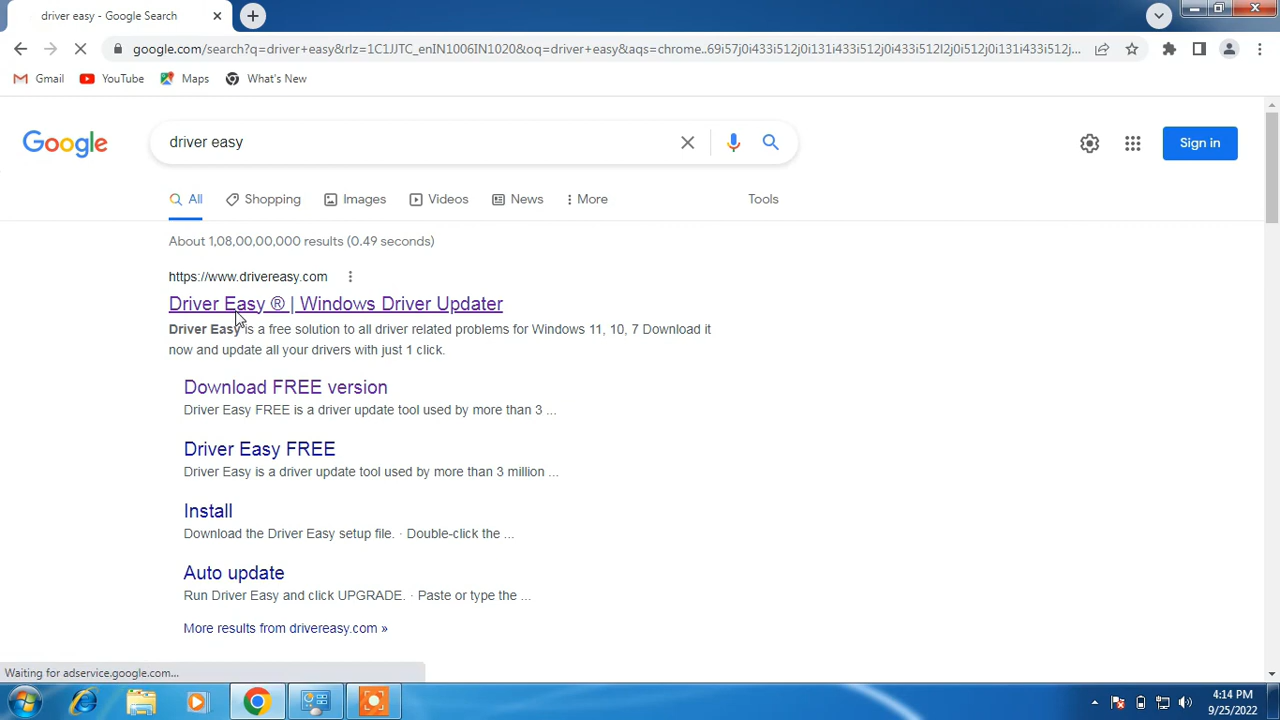 driver easy - Google Search
google.com/search?q=driver+easy&rlz=1C1JJTC_enIN1006IN1020&oq=driver+easy&aqs=chrome..69i57j0i433i512j0i131i433i512j0i433i512l2j0i512j0i131i433i512j...
Gmail YouTube Maps What's New
Google driver easy Sign in
All Shopping Images Videos News More Tools
About 1,08,00,00,000 results (0.49 seconds)
https://www.drivereasy.com
Driver Easy ® | Windows Driver Updater
Driver Easy is a free solution to all driver related problems for Windows 11, 10, 7 Download it
now and update all your drivers with just 1 click.
Download FREE version
Driver Easy FREE is a driver update tool used by more than 3 ...
Driver Easy FREE
Driver Easy is a driver update tool used by more than 3 million ...
Install
Download the Driver Easy setup file. · Double-click the ...
Auto update
Run Driver Easy and click UPGRADE. · Paste or type the ...
More results from drivereasy.com »
Waiting for adservice.google.com...
4:14 PM
9/25/2022